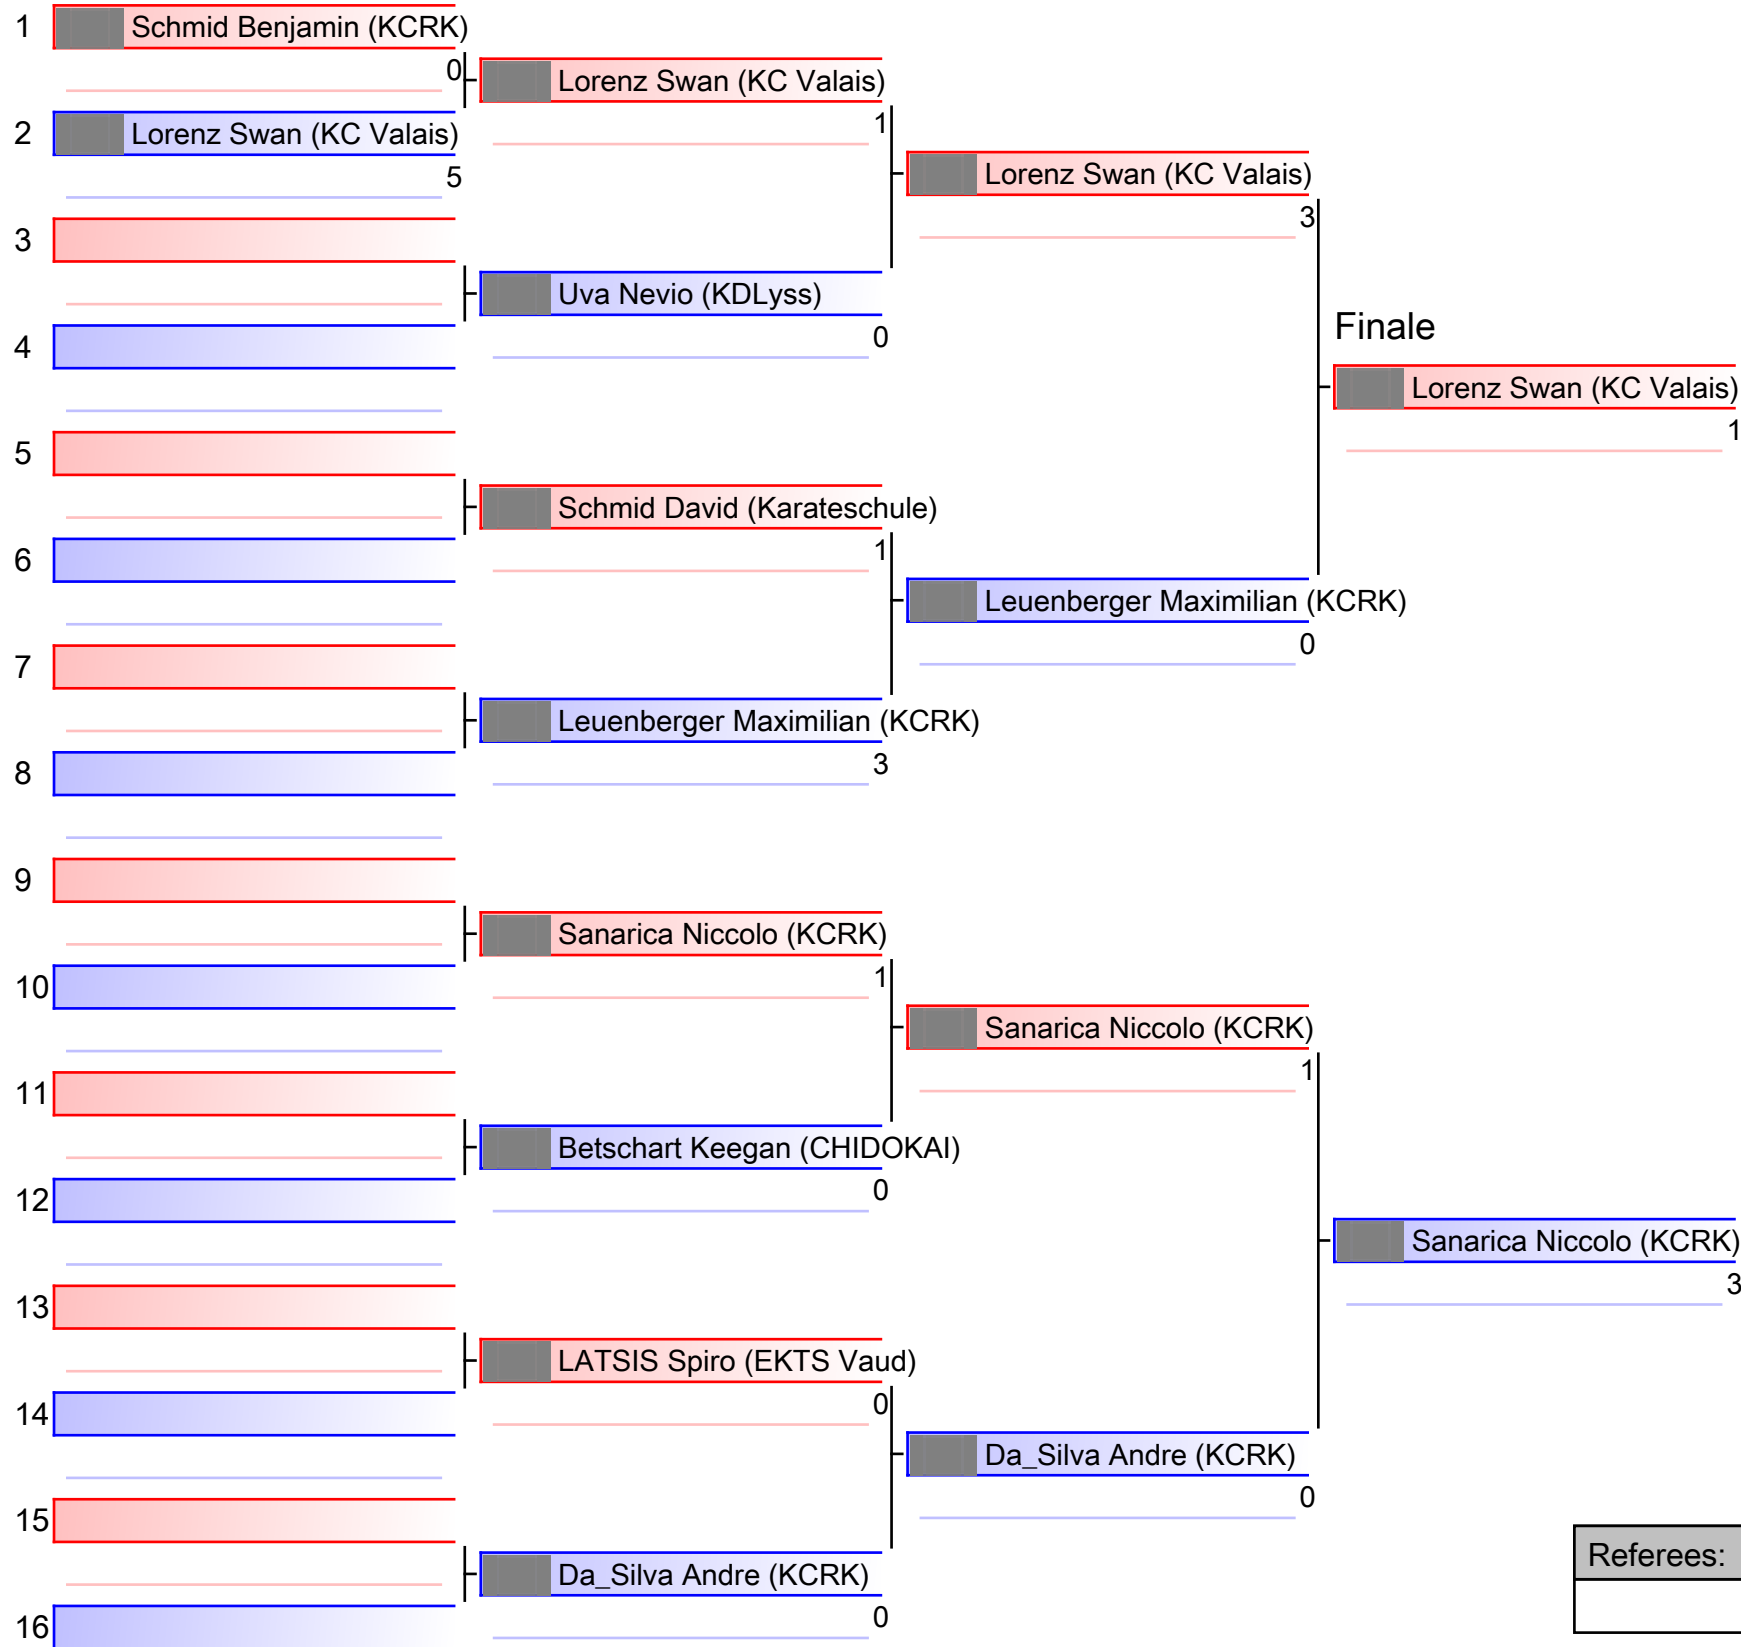 1 Schmid Benjamin (KCRK)
0
Lorenz Swan (KC Valais)
1
2 Lorenz Swan (KC Valais)
5
Lorenz Swan (KC Valais)
3
3
Uva Nevio (KDLyss)
0
4
Finale
Lorenz Swan (KC Valais)
1
5
Schmid David (Karateschule)
1
6
Leuenberger Maximilian (KCRK)
0
7
Leuenberger Maximilian (KCRK)
3
8
9
Sanarica Niccolo (KCRK)
1
10
Sanarica Niccolo (KCRK)
1
11
Betschart Keegan (CHIDOKAI)
0
12
Sanarica Niccolo (KCRK)
3
13
LATSIS Spiro (EKTS Vaud)
0
14
Da_Silva Andre (KCRK)
0
15
Referees:
Da_Silva Andre (KCRK)
0
16